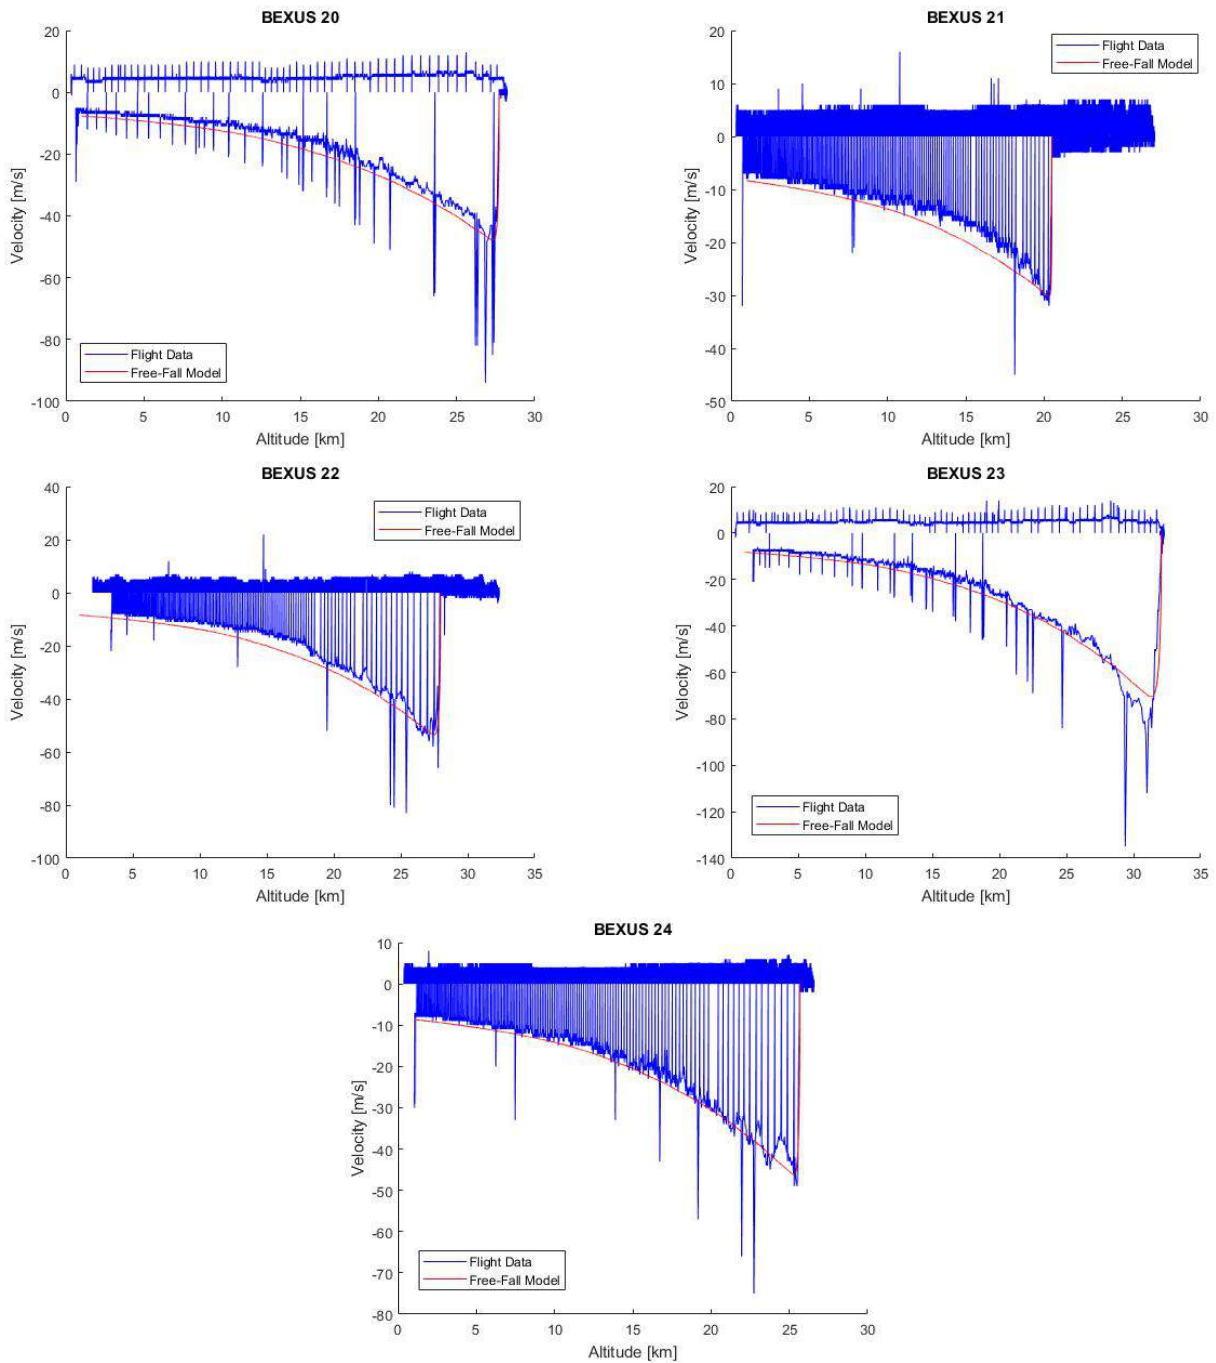 BEXUS 20
20
0
-20
-40
-60
-80
-100
Velocity [m/s]
Flight Data
Free-Fall Model
0 5 10 15 20 25 30
Altitude [km]
BEXUS 21
20
10
0
-10
-20
-30
-40
-50
Velocity [m/s]
Flight Data
Free-Fall Model
0 5 10 15 20 25 30
Altitude [km]
BEXUS 22
40
20
0
-20
-40
-60
-80
-100
Velocity [m/s]
Flight Data
Free-Fall Model
0 5 10 15 20 25 30 35
Altitude [km]
BEXUS 23
20
0
-20
-40
-60
-80
-100
-120
-140
Velocity [m/s]
Flight Data
Free-Fall Model
0 5 10 15 20 25 30 35
Altitude [km]
BEXUS 24
10
0
-10
-20
-30
-40
-50
-60
-70
-80
Velocity [m/s]
Flight Data
Free-Fall Model
0 5 10 15 20 25 30
Altitude [km]